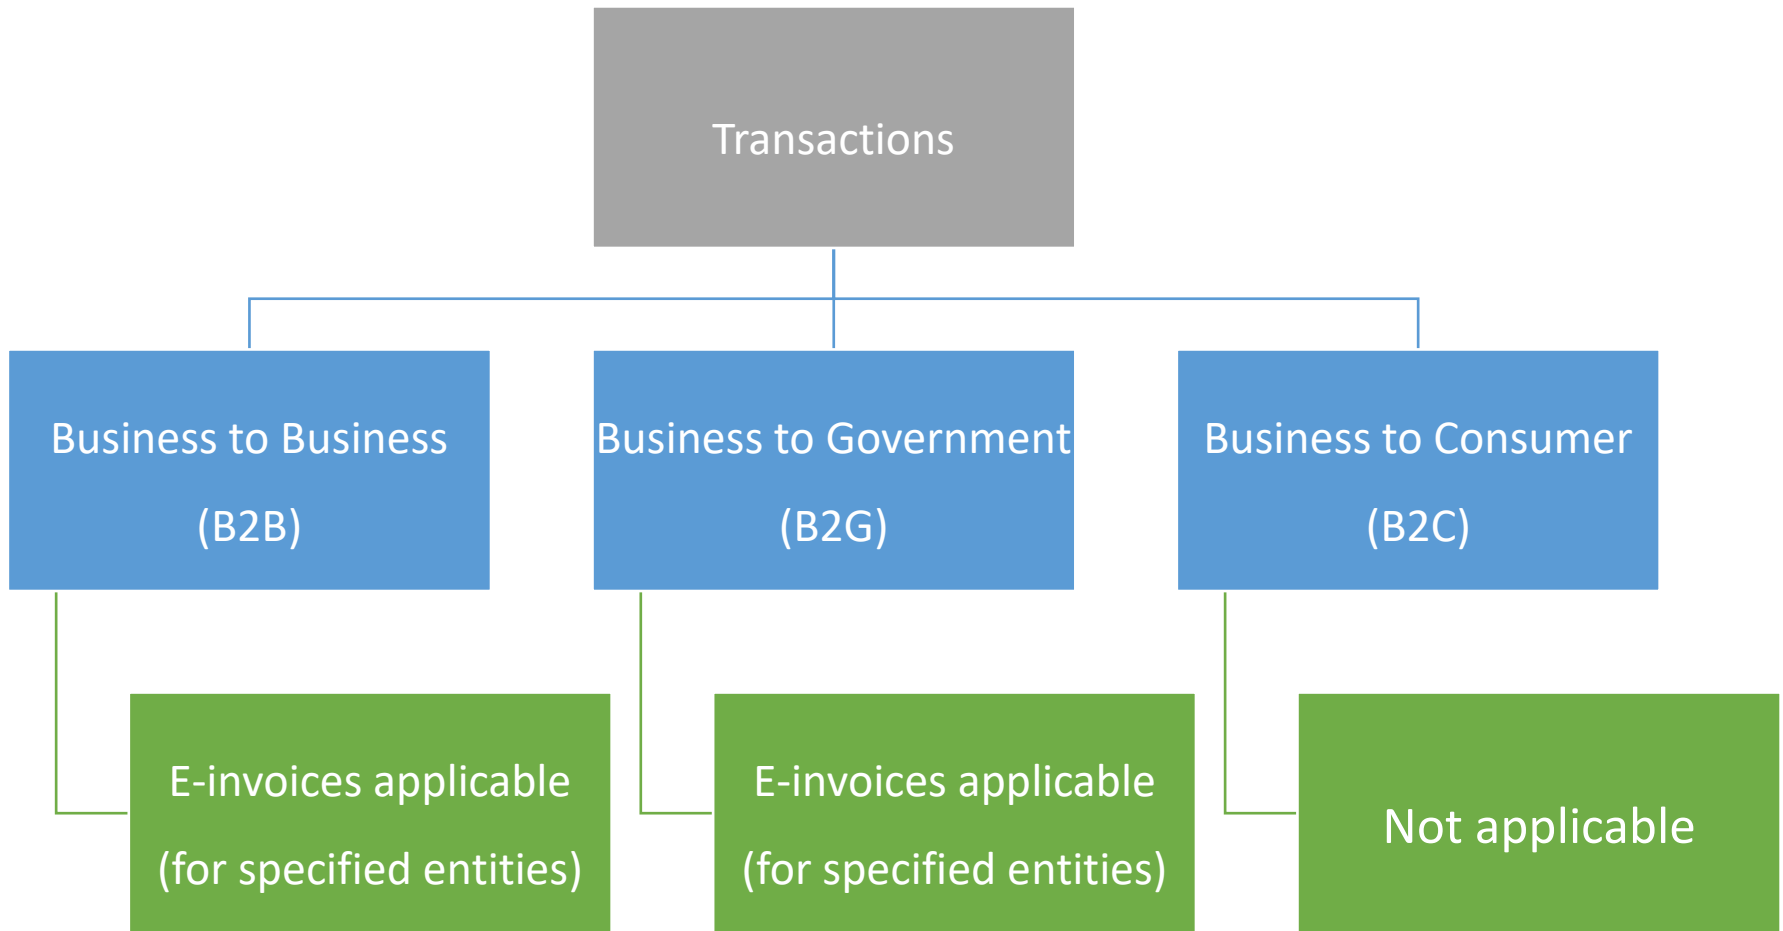 Transactions
Business to Business
(B2B)
Business to Government
(B2G)
Business to Consumer
(B2C)
E-invoices applicable
(for specified entities)
E-invoices applicable
(for specified entities)
Not applicable